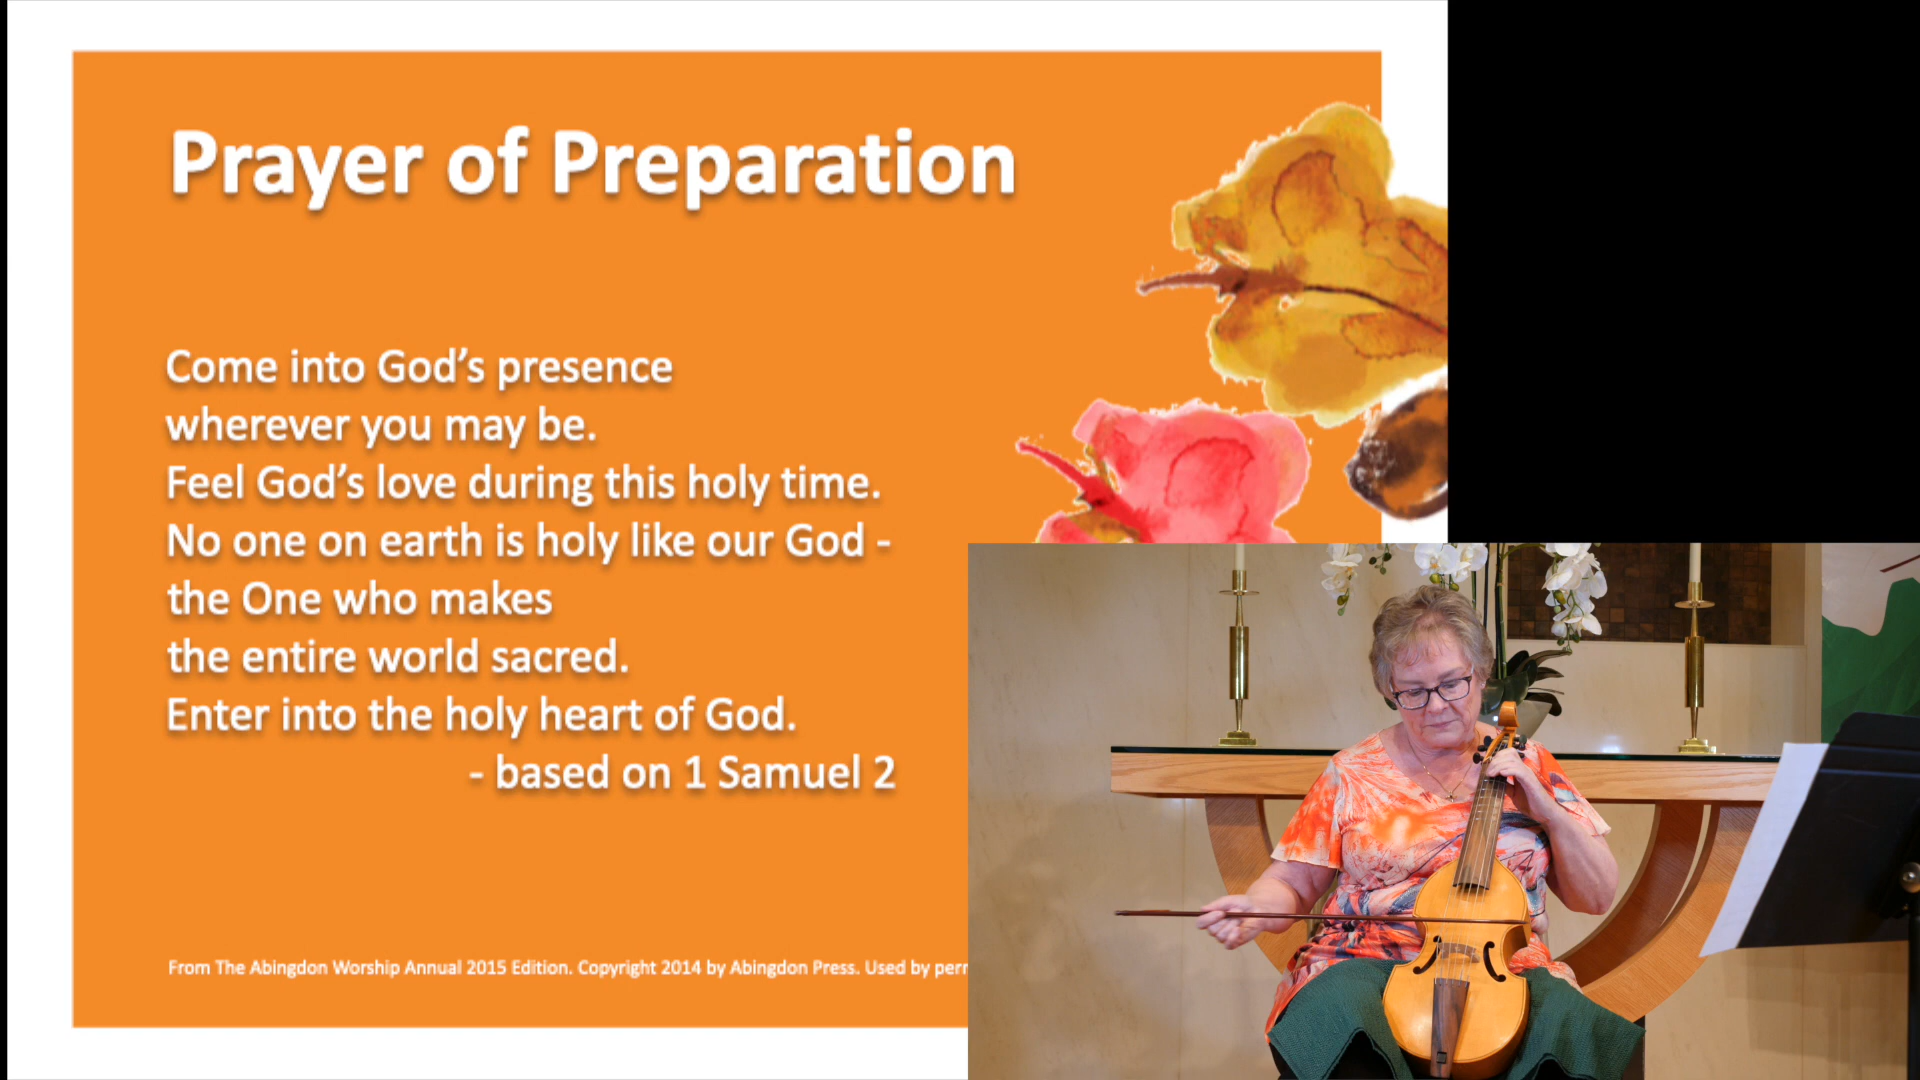 Prayer of Preparation
Come into God’s presence
wherever you may be.
Feel God’s love during this holy time.
No one on earth is holy like our God -
the One who makes
the entire world sacred.
Enter into the holy heart of God.
- based on 1 Samuel 2
From The Abingdon Worship Annual 2015 Edition. Copyright 2014 by Abingdon Press. Used by